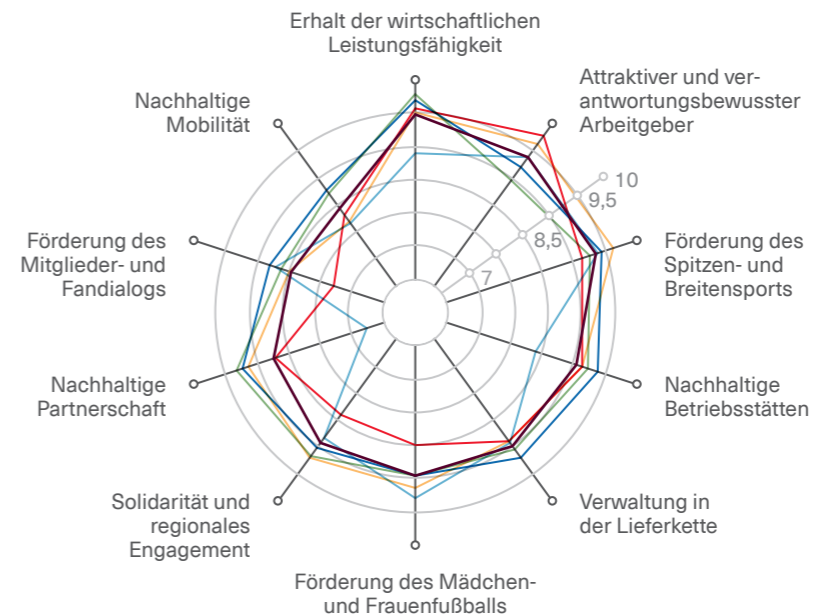 Erhalt der wirtschaftlichen
Leistungsfähigkeit
Attraktiver und ver-
antwortungsbewusster
Arbeitgeber
Nachhaltige
Mobilität
10
9,5
8,5
7
Förderung des
Mitglieder- und
Fandialogs
Förderung des
Spitzen- und
Breitensports
Nachhaltige
Partnerschaft
Nachhaltige
Betriebsstätten
Solidarität und
regionales
Engagement
Verwaltung in
der Lieferkette
Förderung des Mädchen-
und Frauenfußballs